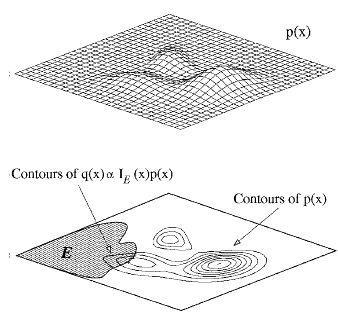 p(x)
Contours of q(x) ∝ I_E (x)p(x)
Contours of p(x)
E